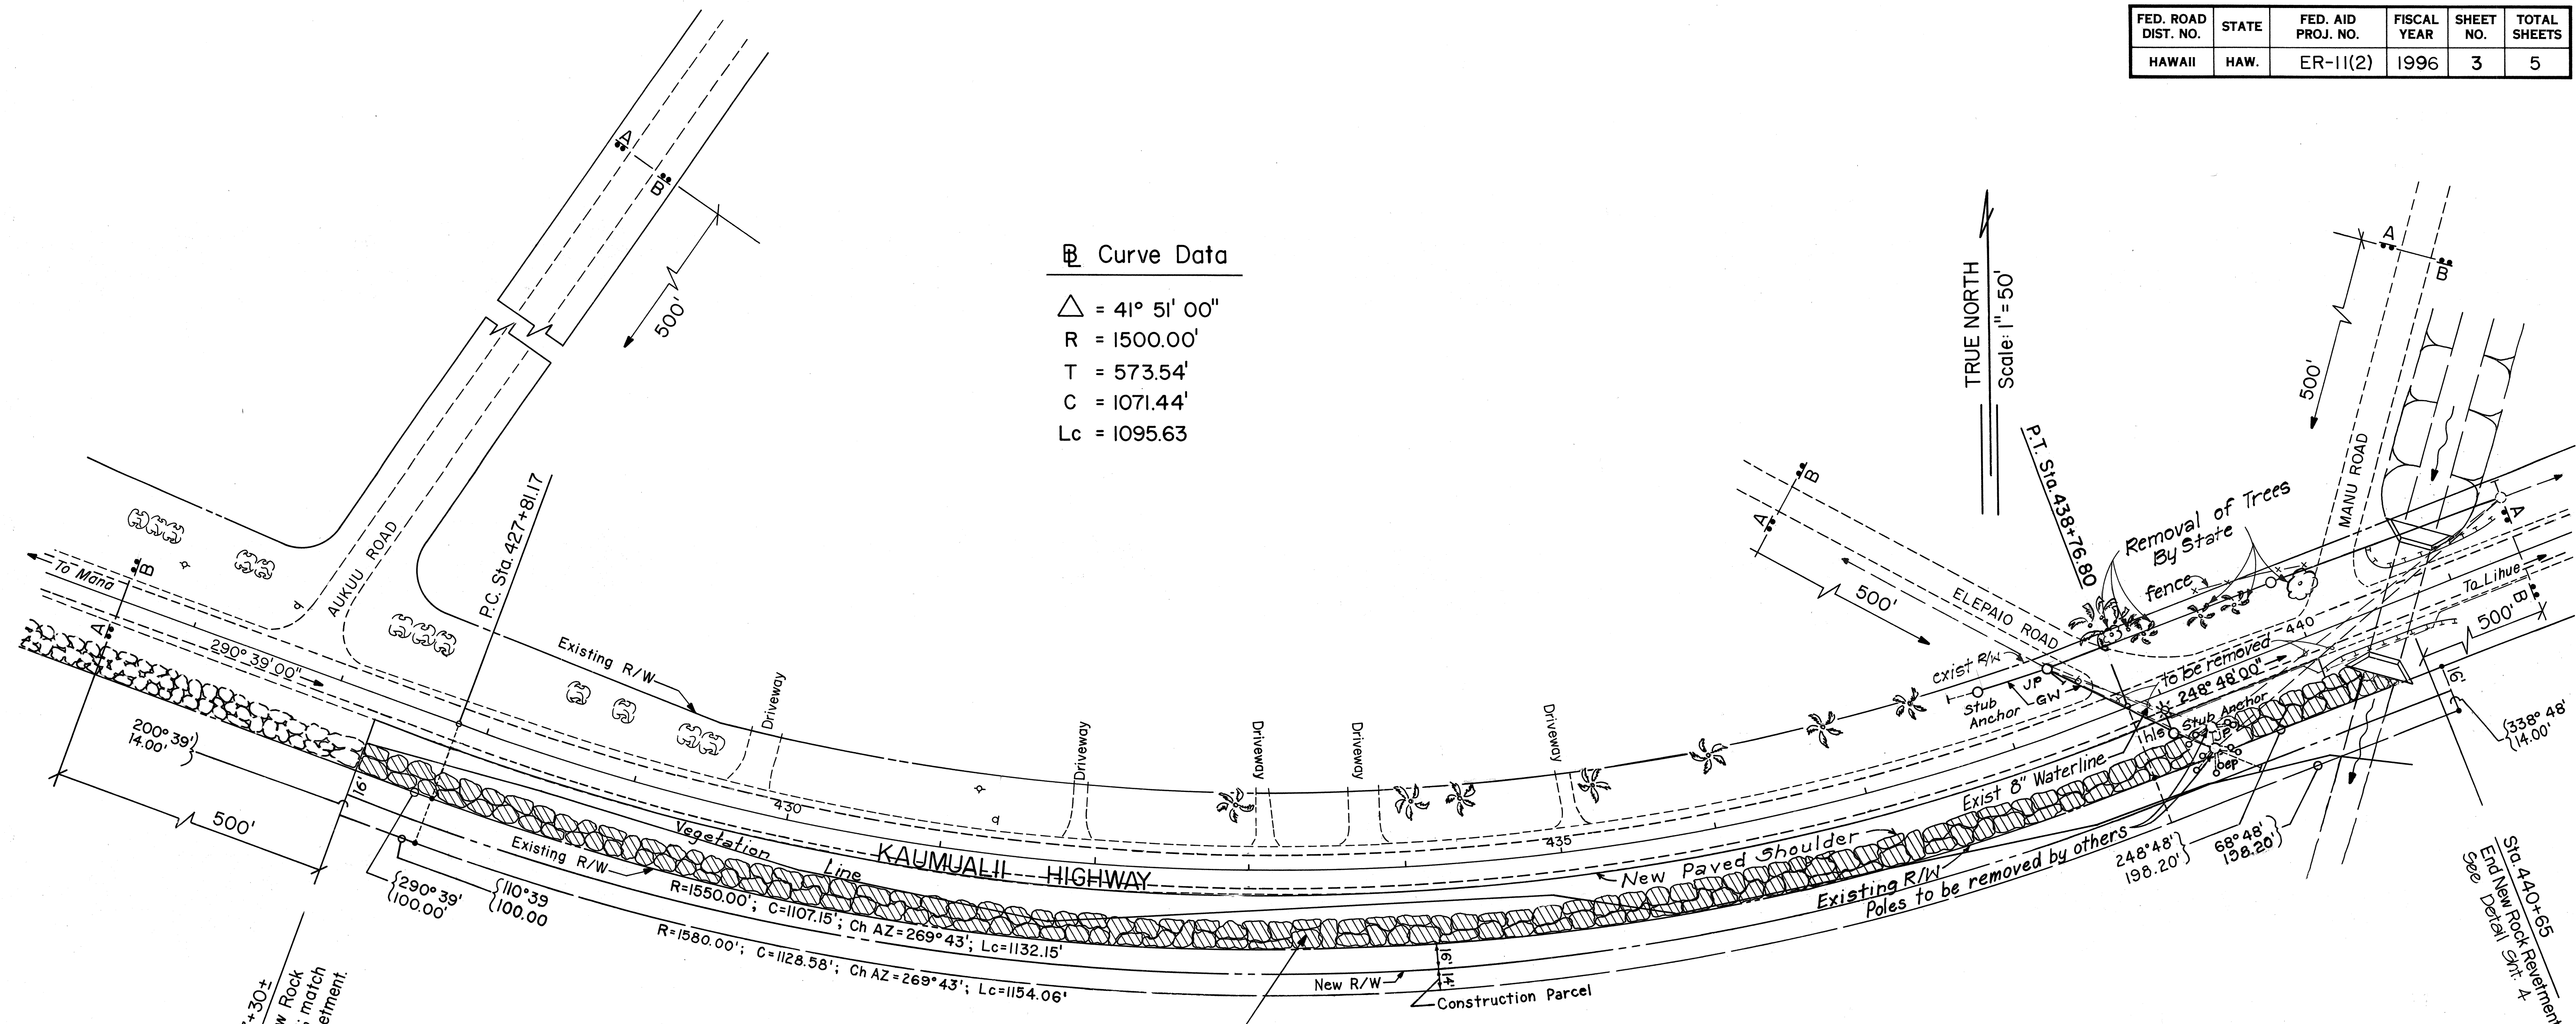 FED. ROAD DIST. NO. STATE FED. AID PROJ. NO. FISCAL YEAR SHEET NO. TOTAL SHEETS
HAWAII HAW. ER-11(2) 1996 3 5
A
B
500'
BL Curve Data
△ = 41° 51' 00"
R = 1500.00'
T = 573.54'
C = 1071.44'
Lc = 1095.63
TRUE NORTH
Scale: 1" = 50'
A
B
500'
MANU ROAD
P.T. Sta. 438+76.80
Removal of Trees
By State
fence
B
A
500'
ELEPAIO ROAD
A
To Lihue
B
500'
440
To Mana
B
A
AUKUU ROAD
P.C. Sta. 427+81.17
290° 39' 00"
Existing R/W
Driveway
Driveway
Driveway
Driveway
Driveway
exist R/W
Stub
Anchor
JP
GW
to be removed
248° 48' 00"
Stub Anchor
16'
338° 48'
14.00'
200° 39'
14.00'
16'
500'
430
435
Vegetation Line
KAUMUALII HIGHWAY
New Paved Shoulder
Exist 8" Waterline
Existing R/W
Existing R/W
Poles to be removed by others
248° 48'
198.20'
68° 48'
198.20'
290° 39'
100.00'
110° 39
100.00
R=1550.00'; C=1107.15'; Ch AZ=269° 43'; Lc=1132.15'
R=1580.00'; C=1128.58'; Ch AZ=269° 43'; Lc=1154.06'
New R/W
16'
14'
Construction Parcel
Sta. 440+65
End New Rock Revetment
See Detail Sht. 4
+30±
Rock
match